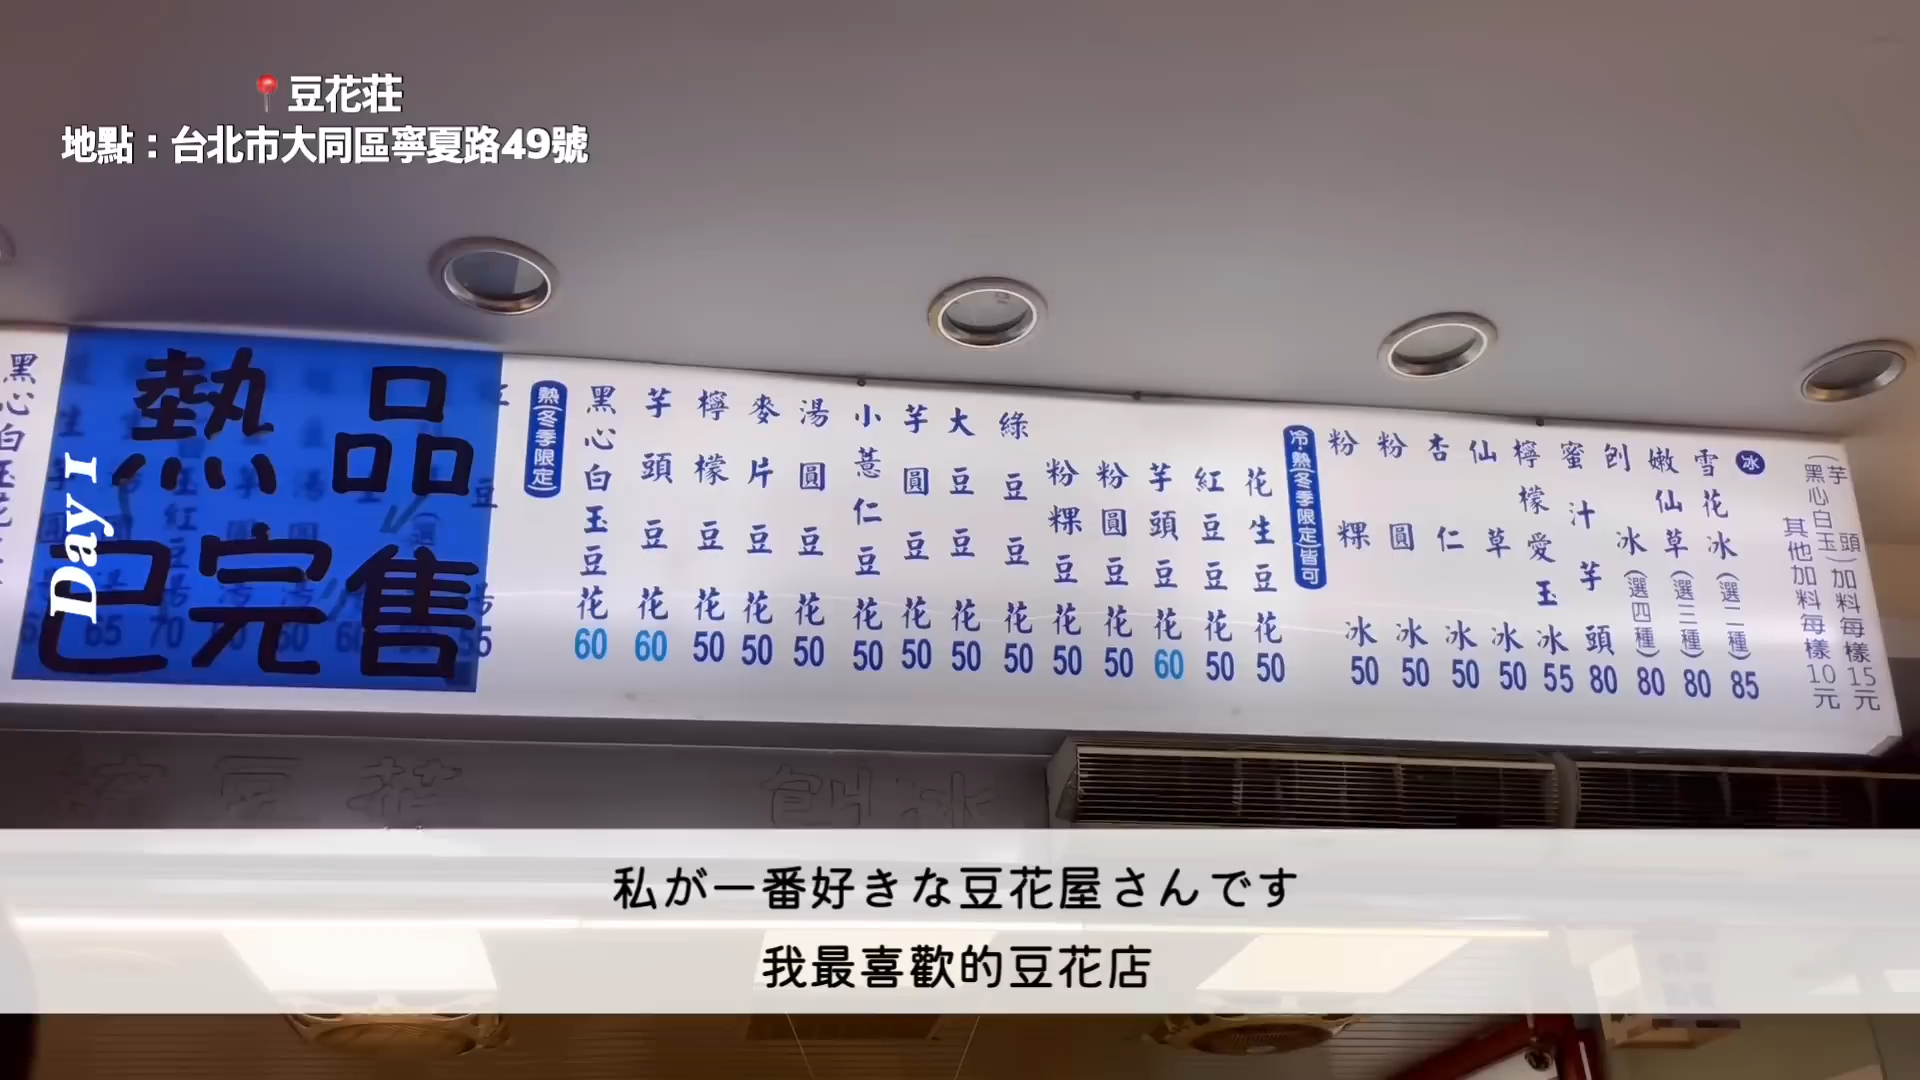 📍豆花荘
地點：台北市大同區寧夏路49號
Day 1
熱品
已完售
黑心白玉花
熱(冬季限定)
黑心白玉豆花 60
芋頭豆花 60
檸檬豆花 50
麥片豆花 50
湯圓豆花 50
小薏仁豆花 50
芋圓豆花 50
大豆豆花 50
綠豆豆花 50
粉粿豆花 50
粉圓豆花 50
芋頭豆花 60
紅豆豆花 50
花生豆花 50
冷、熱(冬季限定)皆可
粉粿冰 50
粉圓冰 50
杏仁冰 50
仙草冰 50
檸檬愛玉冰 55
蜜汁芋頭 80
刨冰(選四種) 80
嫩仙草(選三種) 80
雪花冰(選二種) 85
冰
(芋頭)加料每樣15元
(黑心白玉)
其他加料每樣10元
豆花
刨冰
私が一番好きな豆花屋さんです
我最喜歡的豆花店